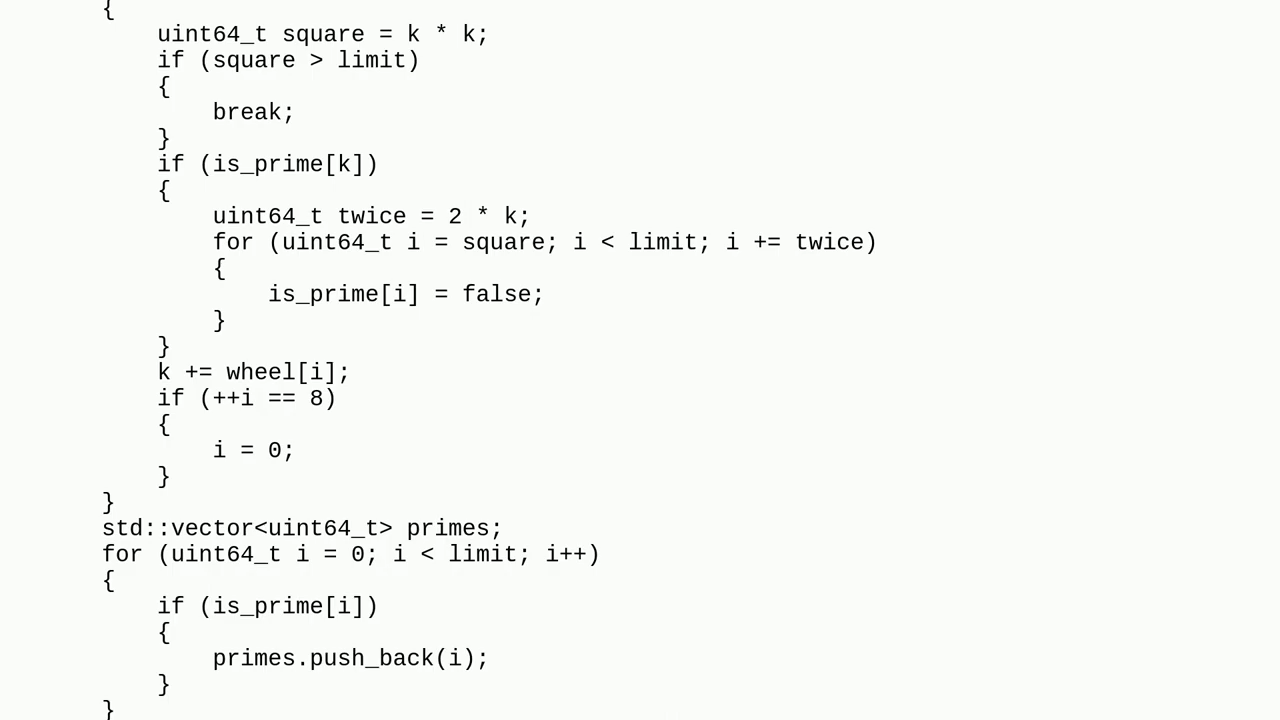 {
uint64_t square = k * k;
if (square > limit)
{
break;
}
if (is_prime[k])
{
uint64_t twice = 2 * k;
for (uint64_t i = square; i < limit; i += twice)
{
is_prime[i] = false;
}
}
k += wheel[i];
if (++i == 8)
{
i = 0;
}
}
std::vector<uint64_t> primes;
for (uint64_t i = 0; i < limit; i++)
{
if (is_prime[i])
{
primes.push_back(i);
}
}